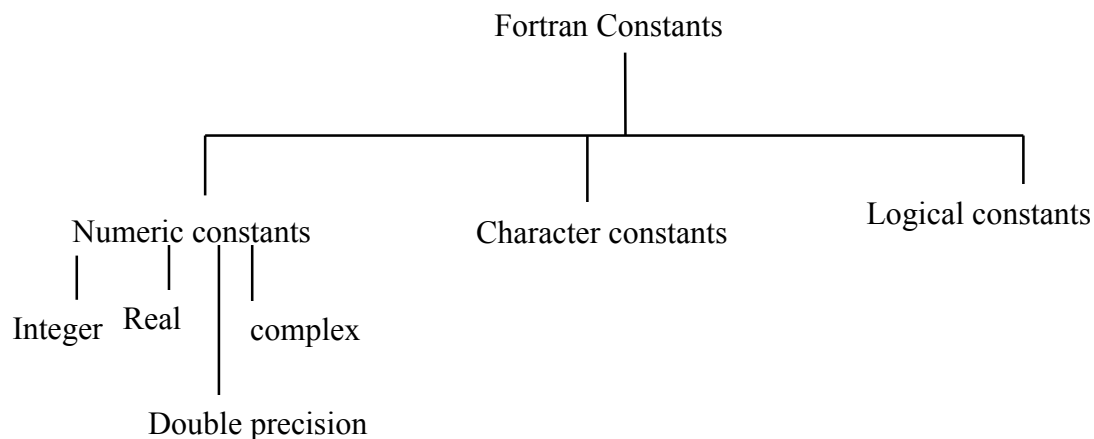 Fortran Constants
Numeric constants
Character constants
Logical constants
Integer
Real
complex
Double precision